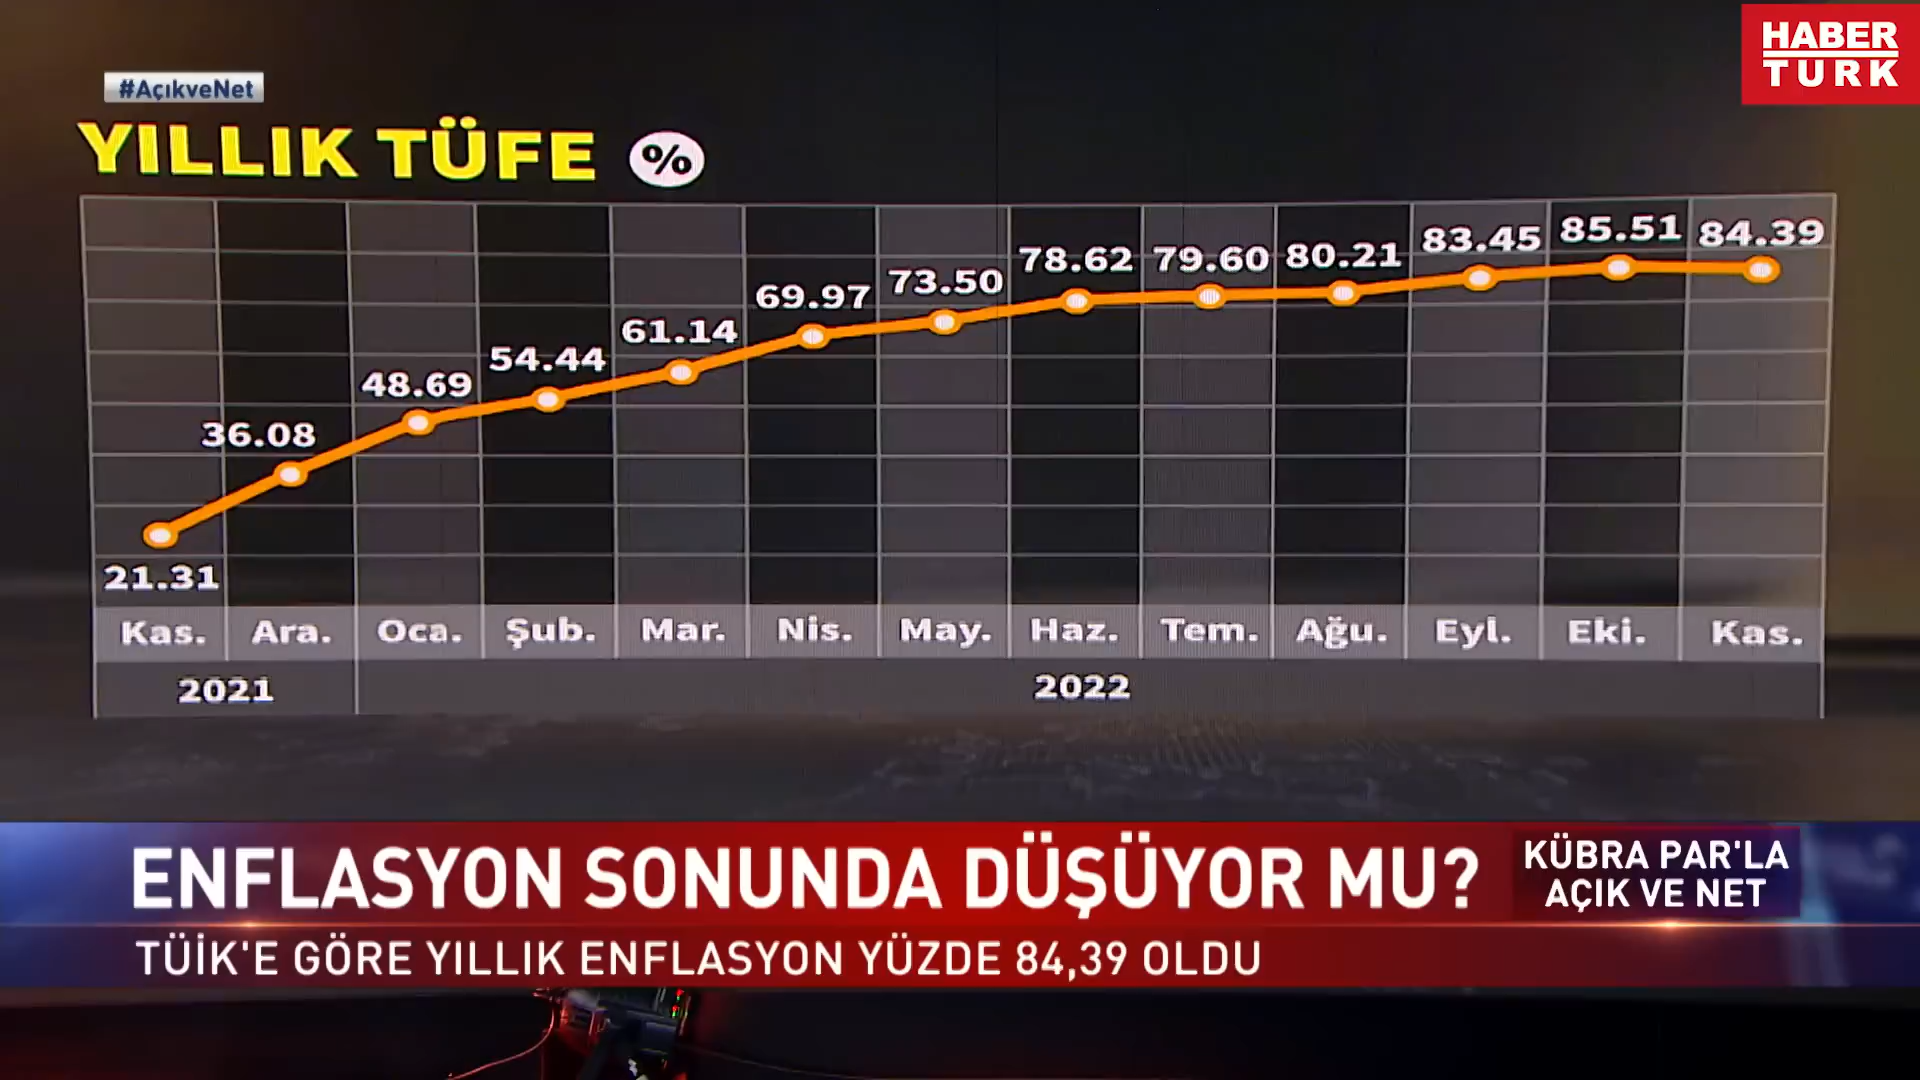 HABER
TURK
#AçıkveNet
YILLIK TÜFE %
21.31
36.08
48.69
54.44
61.14
69.97
73.50
78.62
79.60
80.21
83.45
85.51
84.39
Kas. Ara. Oca. Şub. Mar. Nis. May. Haz. Tem. Ağu. Eyl. Eki. Kas.
2021 2022
ENFLASYON SONUNDA DÜŞÜYOR MU?
KÜBRA PAR'LA
AÇIK VE NET
TÜİK'E GÖRE YILLIK ENFLASYON YÜZDE 84,39 OLDU